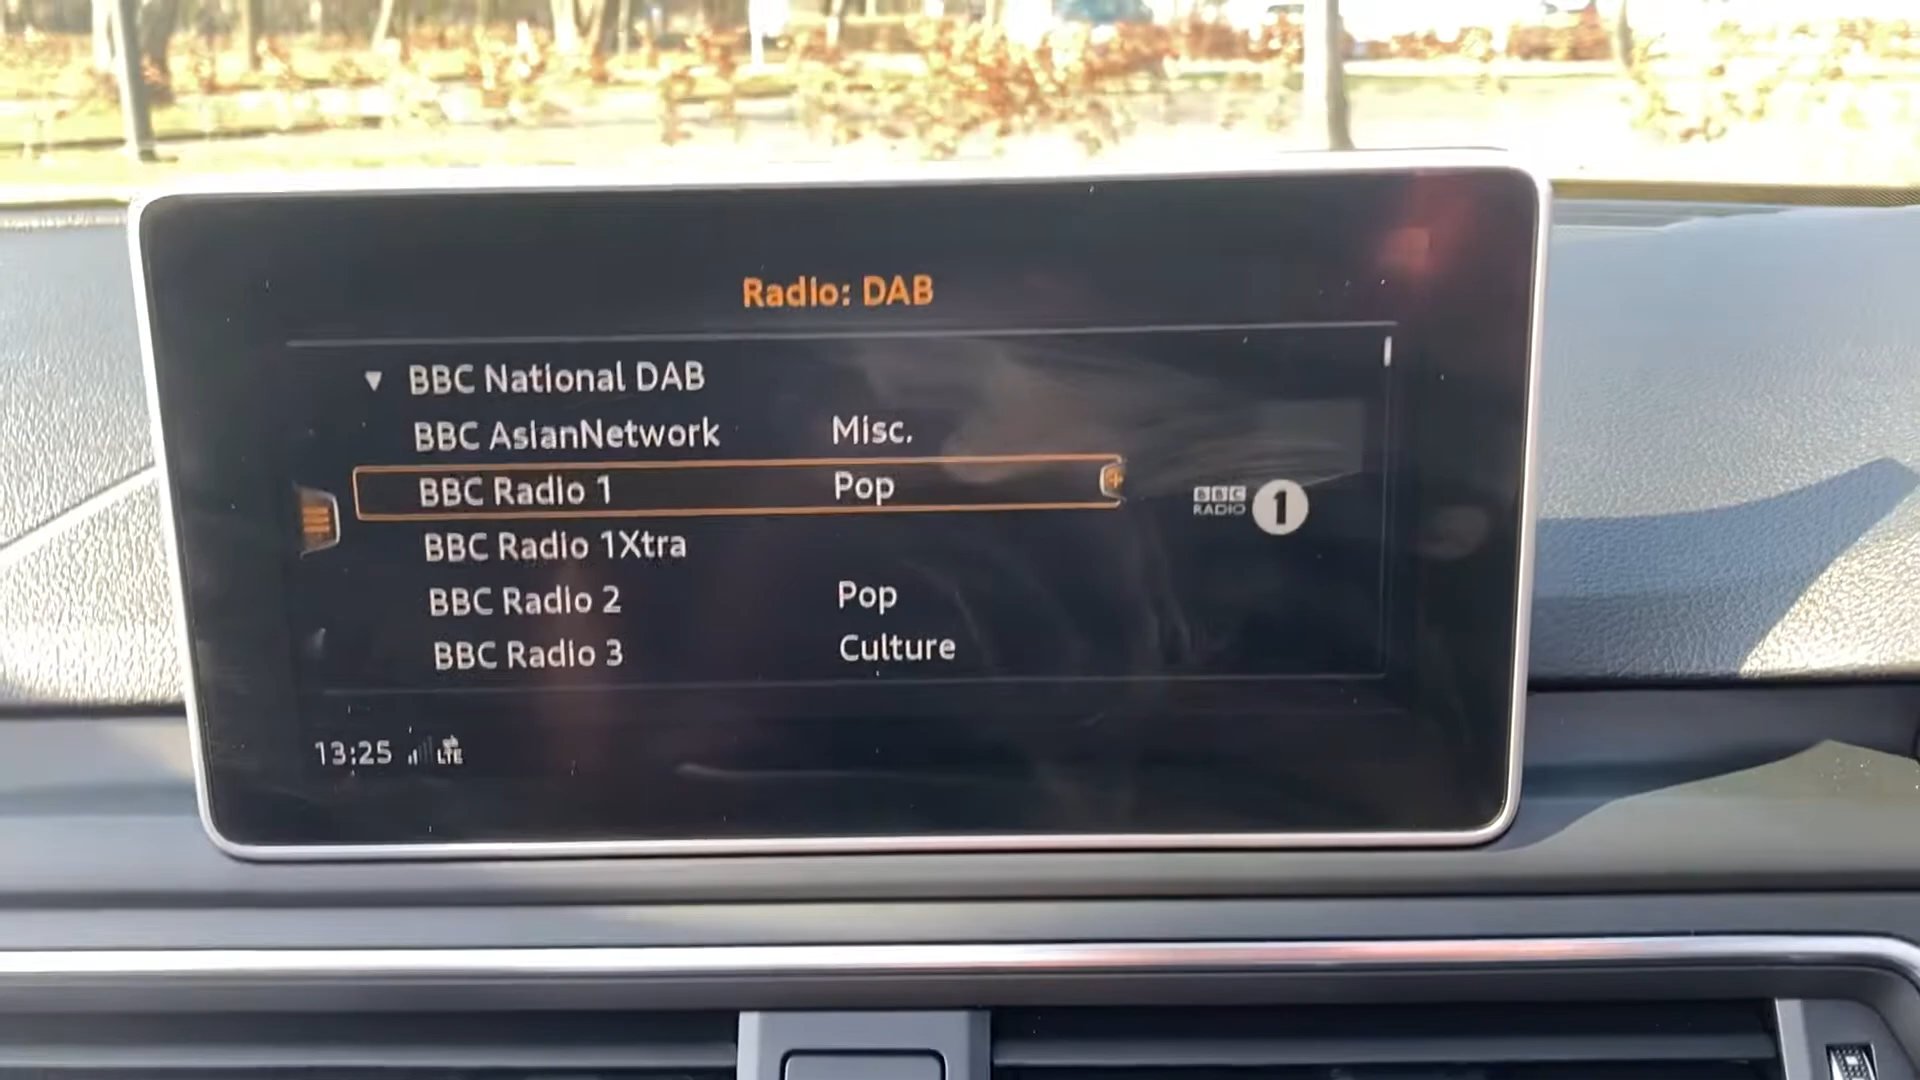 Radio: DAB
BBC National DAB
BBC AsianNetwork Misc.
BBC Radio 1 Pop
BBC RADIO 1
BBC Radio 1Xtra
BBC Radio 2 Pop
BBC Radio 3 Culture
13:25 LTE